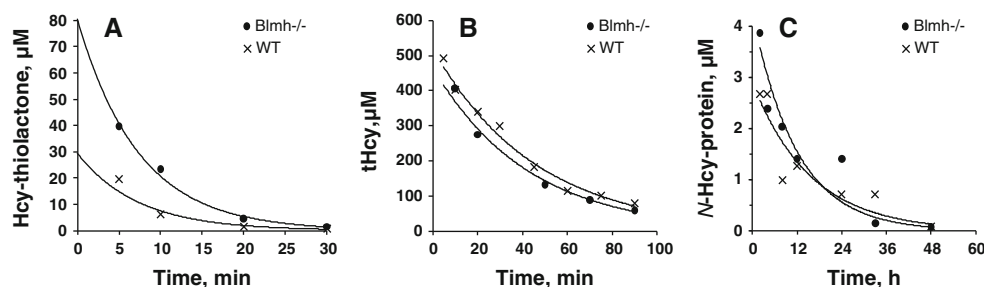 A
● Blmh-/-
× WT
Hcy-thiolactone, µM
80
70
60
50
40
30
20
10
0
0 5 10 15 20 25 30
Time, min
B
● Blmh-/-
× WT
tHcy,µM
600
500
400
300
200
100
0
0 20 40 60 80 100
Time, min
C
● Blmh-/-
× WT
N-Hcy-protein, µM
4
3
2
1
0
0 12 24 36 48 60
Time, h